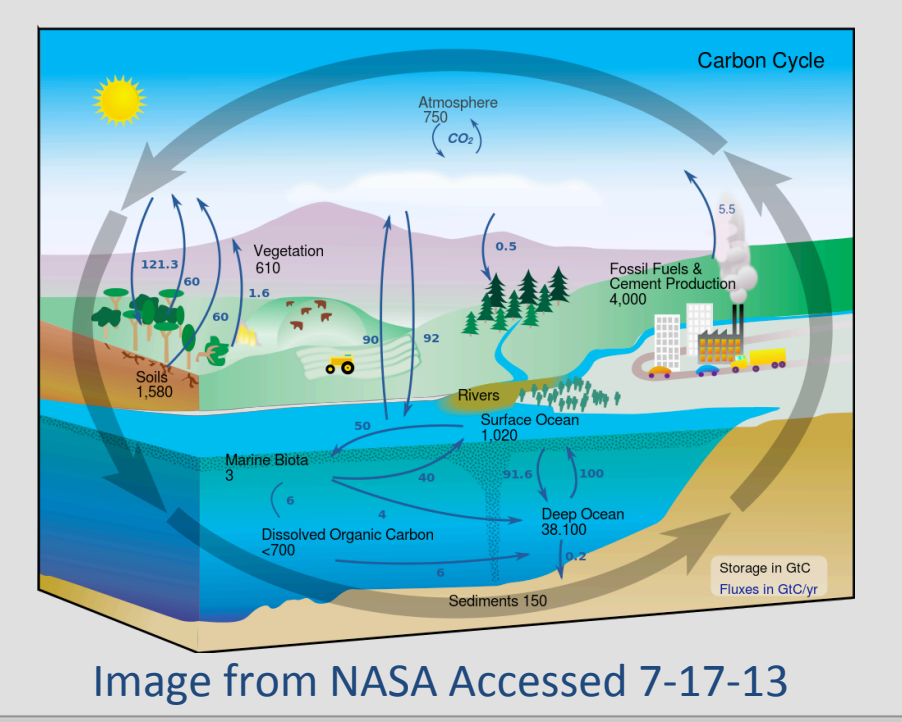 Carbon Cycle
Atmosphere
750
CO₂
5.5
121.3
60
60
1.6
Vegetation
610
0.5
Fossil Fuels &
Cement Production
4,000
90
92
Soils
1,580
Rivers
50
Surface Ocean
1,020
Marine Biota
3
40
91.6
100
6
4
Deep Ocean
38.100
Dissolved Organic Carbon
<700
0.2
6
Storage in GtC
Fluxes in GtC/yr
Sediments 150
Image from NASA Accessed 7-17-13